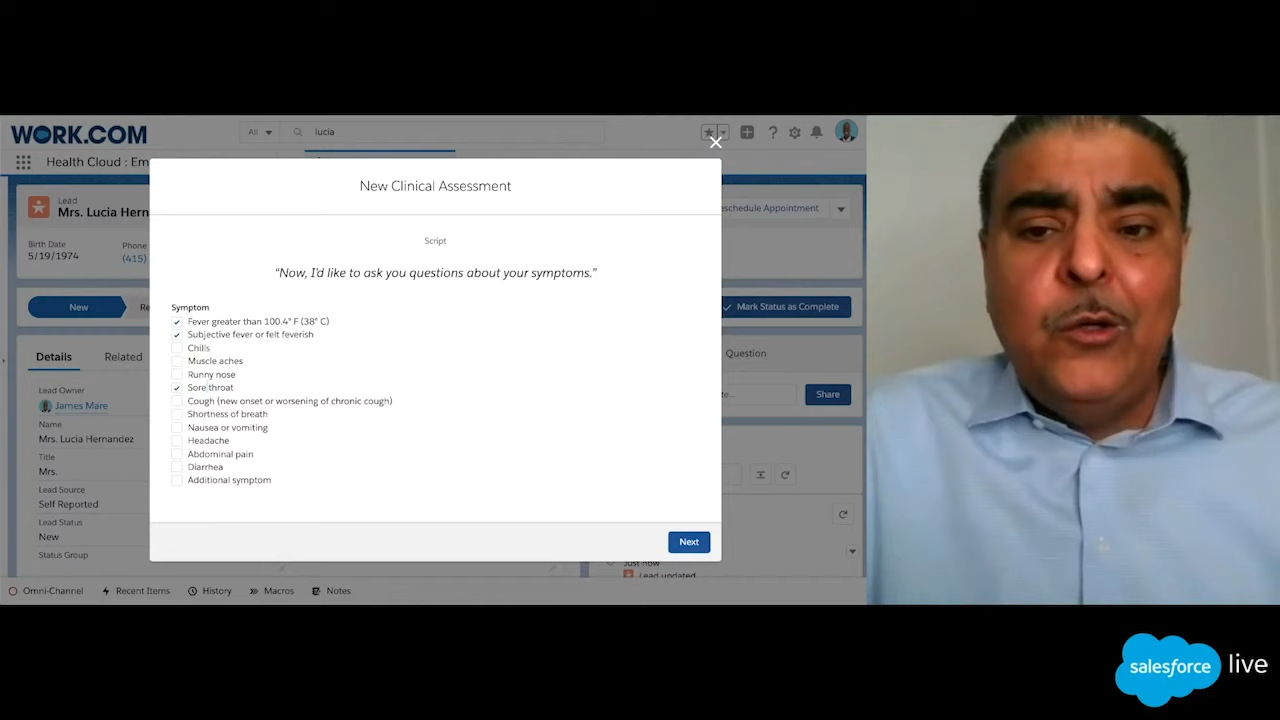 WORK.COM
All
lucia
Health Cloud : Em
Lead
Mrs. Lucia Hern
Birth Date
5/19/1974
Phone
(415)
eschedule Appointment
New
Mark Status as Complete
Details
Related
Question
Lead Owner
James Mare
Name
Mrs. Lucia Hernandez
Title
Mrs.
Lead Source
Self Reported
Lead Status
New
Status Group
Share
Just now
Lead updated
New Clinical Assessment
Script
“Now, I'd like to ask you questions about your symptoms.”
Symptom
Fever greater than 100.4° F (38° C)
Subjective fever or felt feverish
Chills
Muscle aches
Runny nose
Sore throat
Cough (new onset or worsening of chronic cough)
Shortness of breath
Nausea or vomiting
Headache
Abdominal pain
Diarrhea
Additional symptom
Next
Omni-Channel
Recent Items
History
Macros
Notes
salesforce live